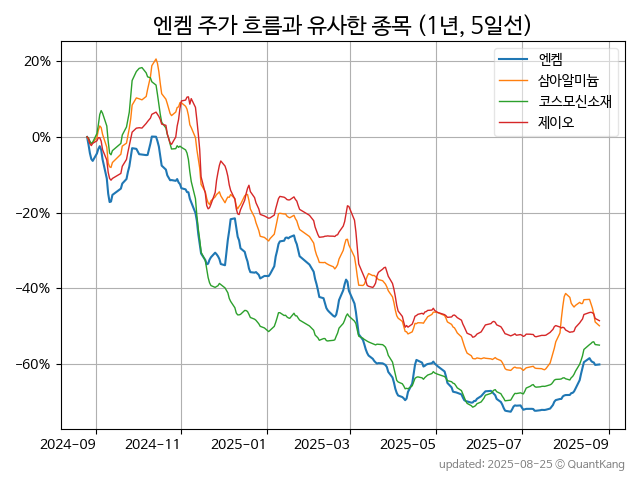 엔켐 주가 흐름과 유사한 종목 (1년, 5일선)
엔켐
삼아알미늄
코스모신소재
제이오
20%
0%
−20%
−40%
−60%
2024-09
2024-11
2025-01
2025-03
2025-05
2025-07
2025-09
updated: 2025-08-25 © QuantKang